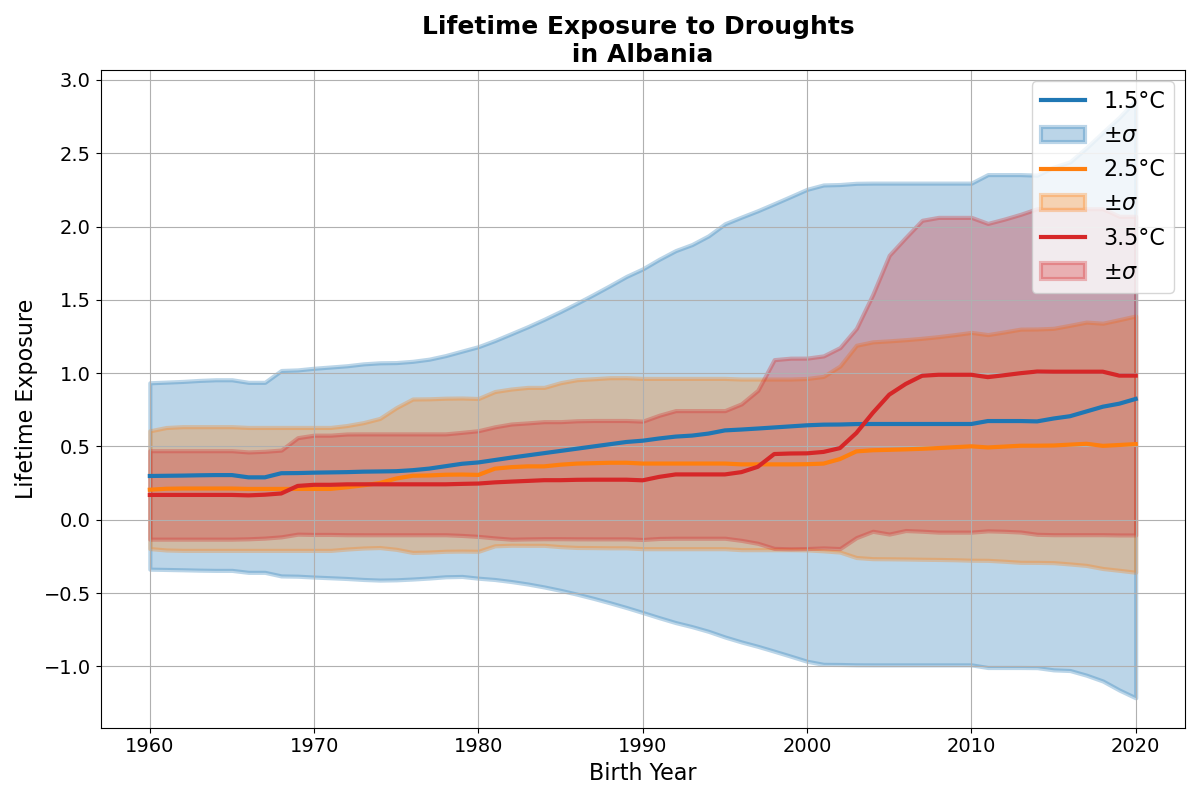 Lifetime Exposure to Droughts
in Albania
Lifetime Exposure
3.0
2.5
2.0
1.5
1.0
0.5
0.0
−0.5
−1.0
1.5°C
±σ
2.5°C
±σ
3.5°C
±σ
1960 1970 1980 1990 2000 2010 2020
Birth Year